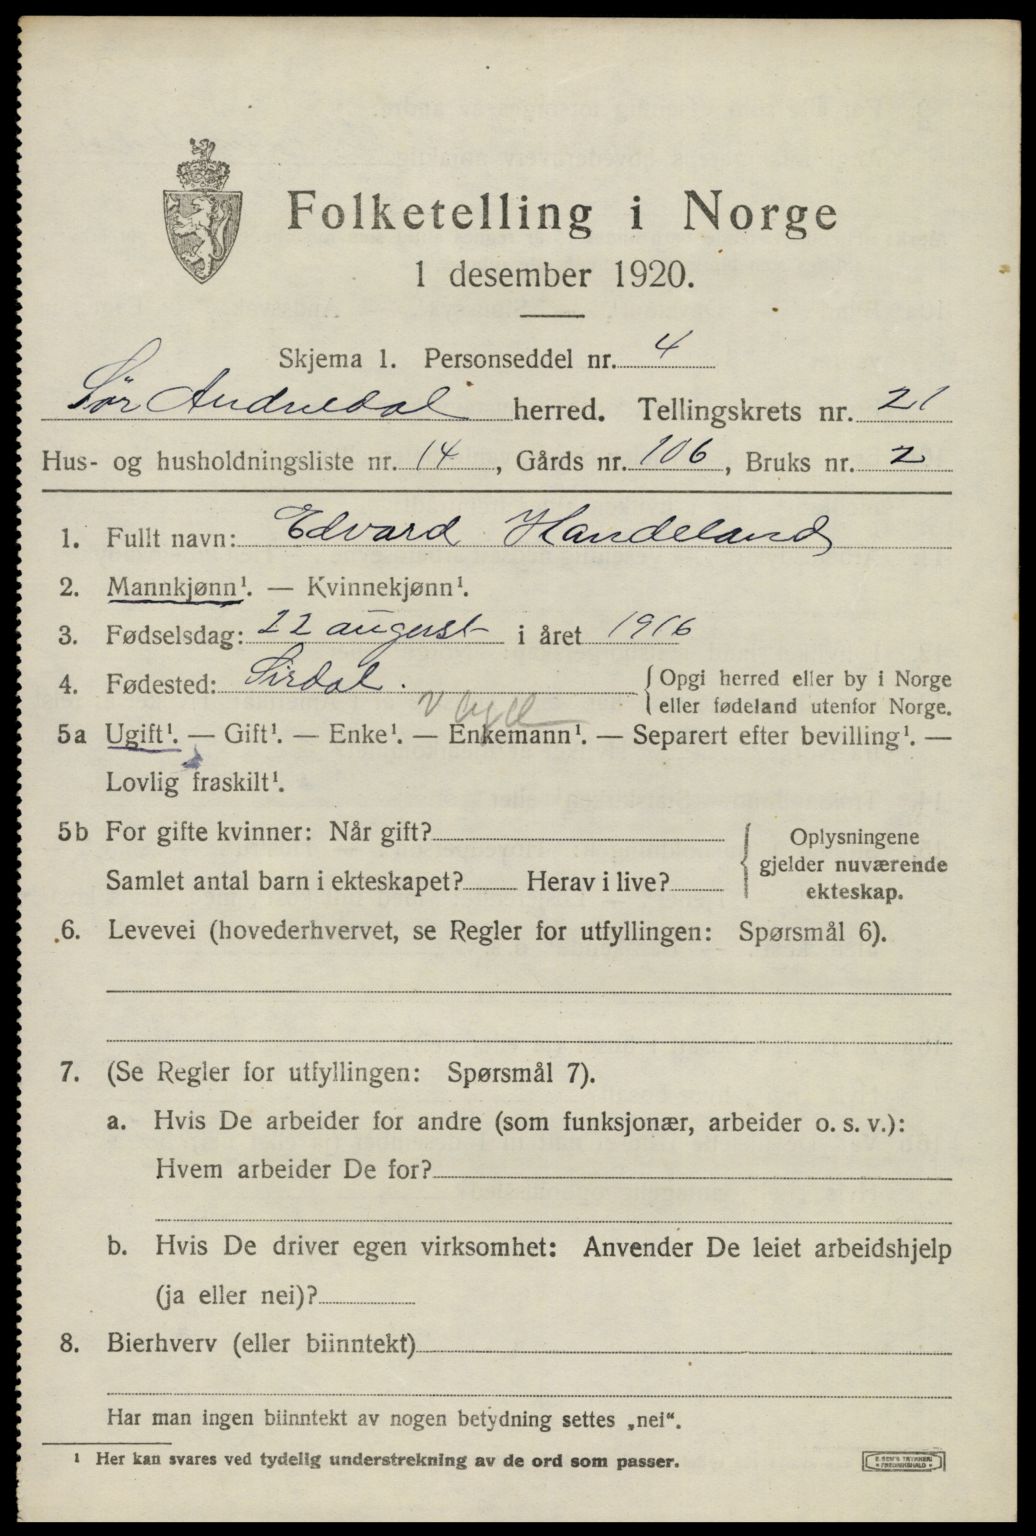 Folketelling i Norge
1 desember 1920.
Skjema 1. Personseddel nr. 4
Sør Audnedal herred. Tellingskrets nr. 21
Hus- og husholdningsliste nr. 14, Gårds nr. 106, Bruks nr. 2
1. Fullt navn: Edvard Handeland
2. Mannkjønn¹. — Kvinnekjønn¹.
3. Fødselsdag: 22 august i året 1916
4. Fødested: Sirdal. { Opgi herred eller by i Norge
eller fødeland utenfor Norge.
5a Ugift¹. — Gift¹. — Enke¹. — Enkemann¹. — Separert efter bevilling¹. —
Lovlig fraskilt¹.
5b For gifte kvinner: Når gift?
Samlet antal barn i ekteskapet? Herav i live?
{ Oplysningene
gjelder nuværende
ekteskap.
6. Levevei (hovederhvervet, se Regler for utfyllingen: Spørsmål 6).
7. (Se Regler for utfyllingen: Spørsmål 7).
a. Hvis De arbeider for andre (som funksjonær, arbeider o. s. v.):
Hvem arbeider De for?
b. Hvis De driver egen virksomhet: Anvender De leiet arbeidshjelp
(ja eller nei)?
8. Bierhverv (eller biinntekt)
Har man ingen biinntekt av nogen betydning settes „nei“.
¹ Her kan svares ved tydelig understrekning av de ord som passer.